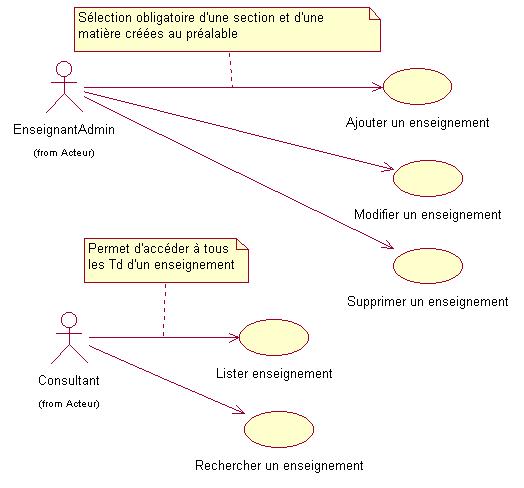 Sélection obligatoire d'une section et d'une
matière créées au préalable
EnseignantAdmin
(from Acteur)
Ajouter un enseignement
Modifier un enseignement
Supprimer un enseignement
Permet d'accéder à tous
les Td d'un enseignement
Consultant
(from Acteur)
Lister enseignement
Rechercher un enseignement